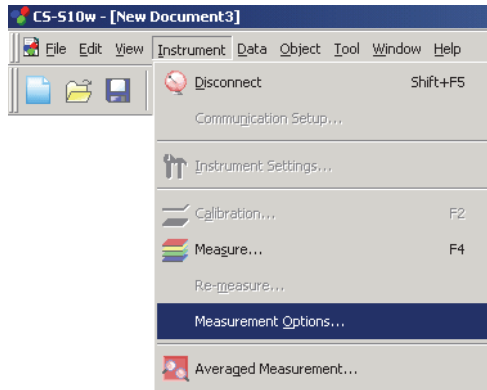 CS-S10w - [New Document3]
File Edit View Instrument Data Object Tool Window Help
Disconnect Shift+F5
Communication Setup...
Instrument Settings...
Calibration... F2
Measure... F4
Re-measure...
Measurement Options...
Averaged Measurement...